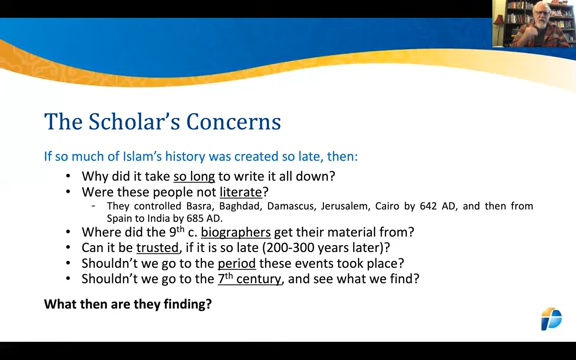 The Scholar's Concerns
If so much of Islam's history was created so late, then:
• Why did it take so long to write it all down?
• Were these people not literate?
- They controlled Basra, Baghdad, Damascus, Jerusalem, Cairo by 642 AD, and then from
Spain to India by 685 AD.
• Where did the 9th c. biographers get their material from?
• Can it be trusted, if it is so late (200-300 years later)?
• Shouldn't we go to the period these events took place?
• Shouldn't we go to the 7th century, and see what we find?
What then are they finding?